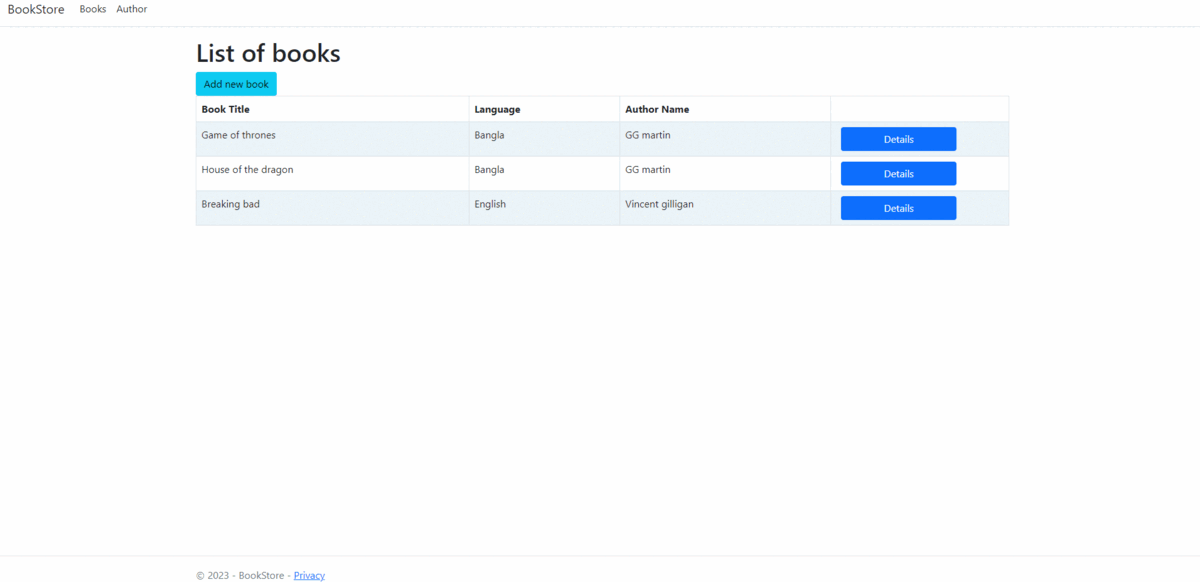 BookStore Books Author
List of books
Add new book
Book Title Language Author Name
Game of thrones Bangla GG martin Details
House of the dragon Bangla GG martin Details
Breaking bad English Vincent gilligan Details
© 2023 - BookStore - Privacy